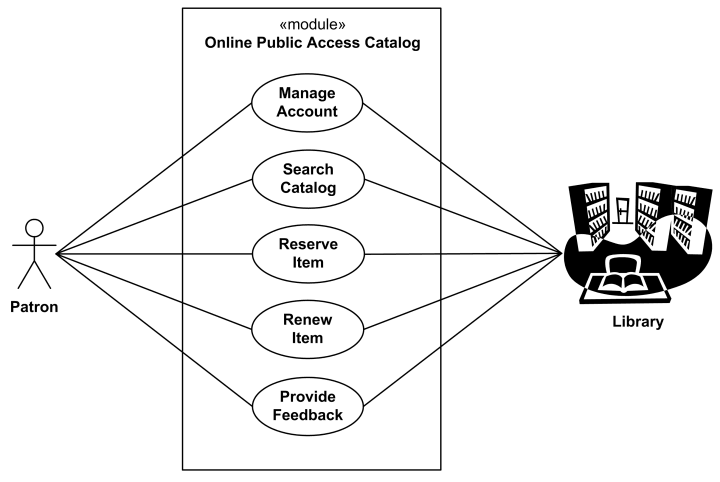 «module»
Online Public Access Catalog
Manage
Account
Search
Catalog
Reserve
Item
Renew
Item
Provide
Feedback
Patron
Library